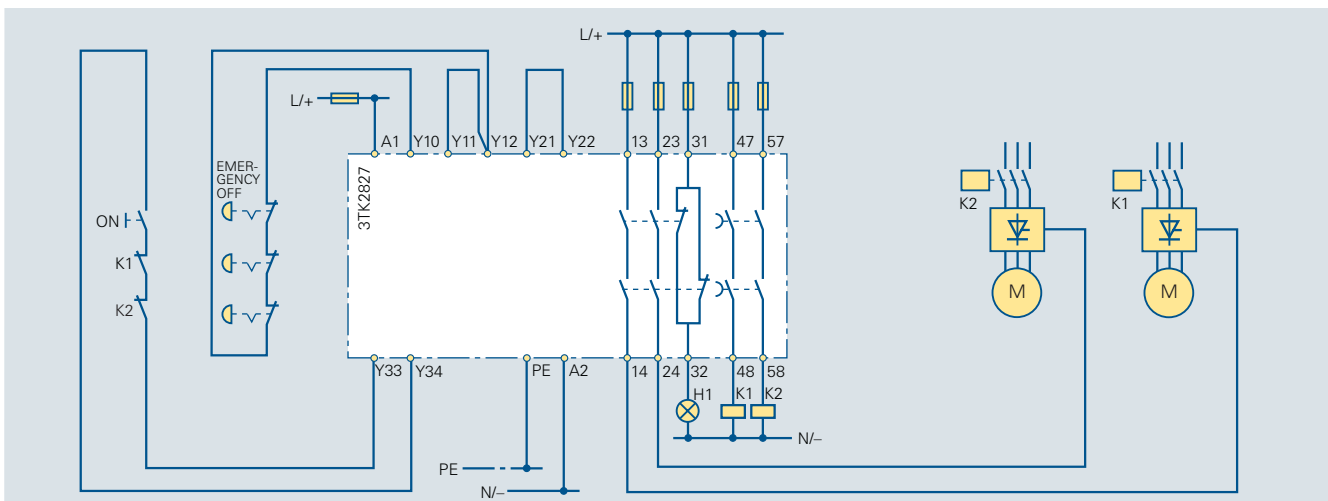 L/+
L/+
A1 Y10 Y11 Y12 Y21 Y22 13 23 31 47 57
3TK2827
EMER-
GENCY
OFF
ON
K1
K2
K2
K1
M
M
Y33 Y34 PE A2 14 24 32 48 58
H1 K1 K2
N/–
PE
N/–